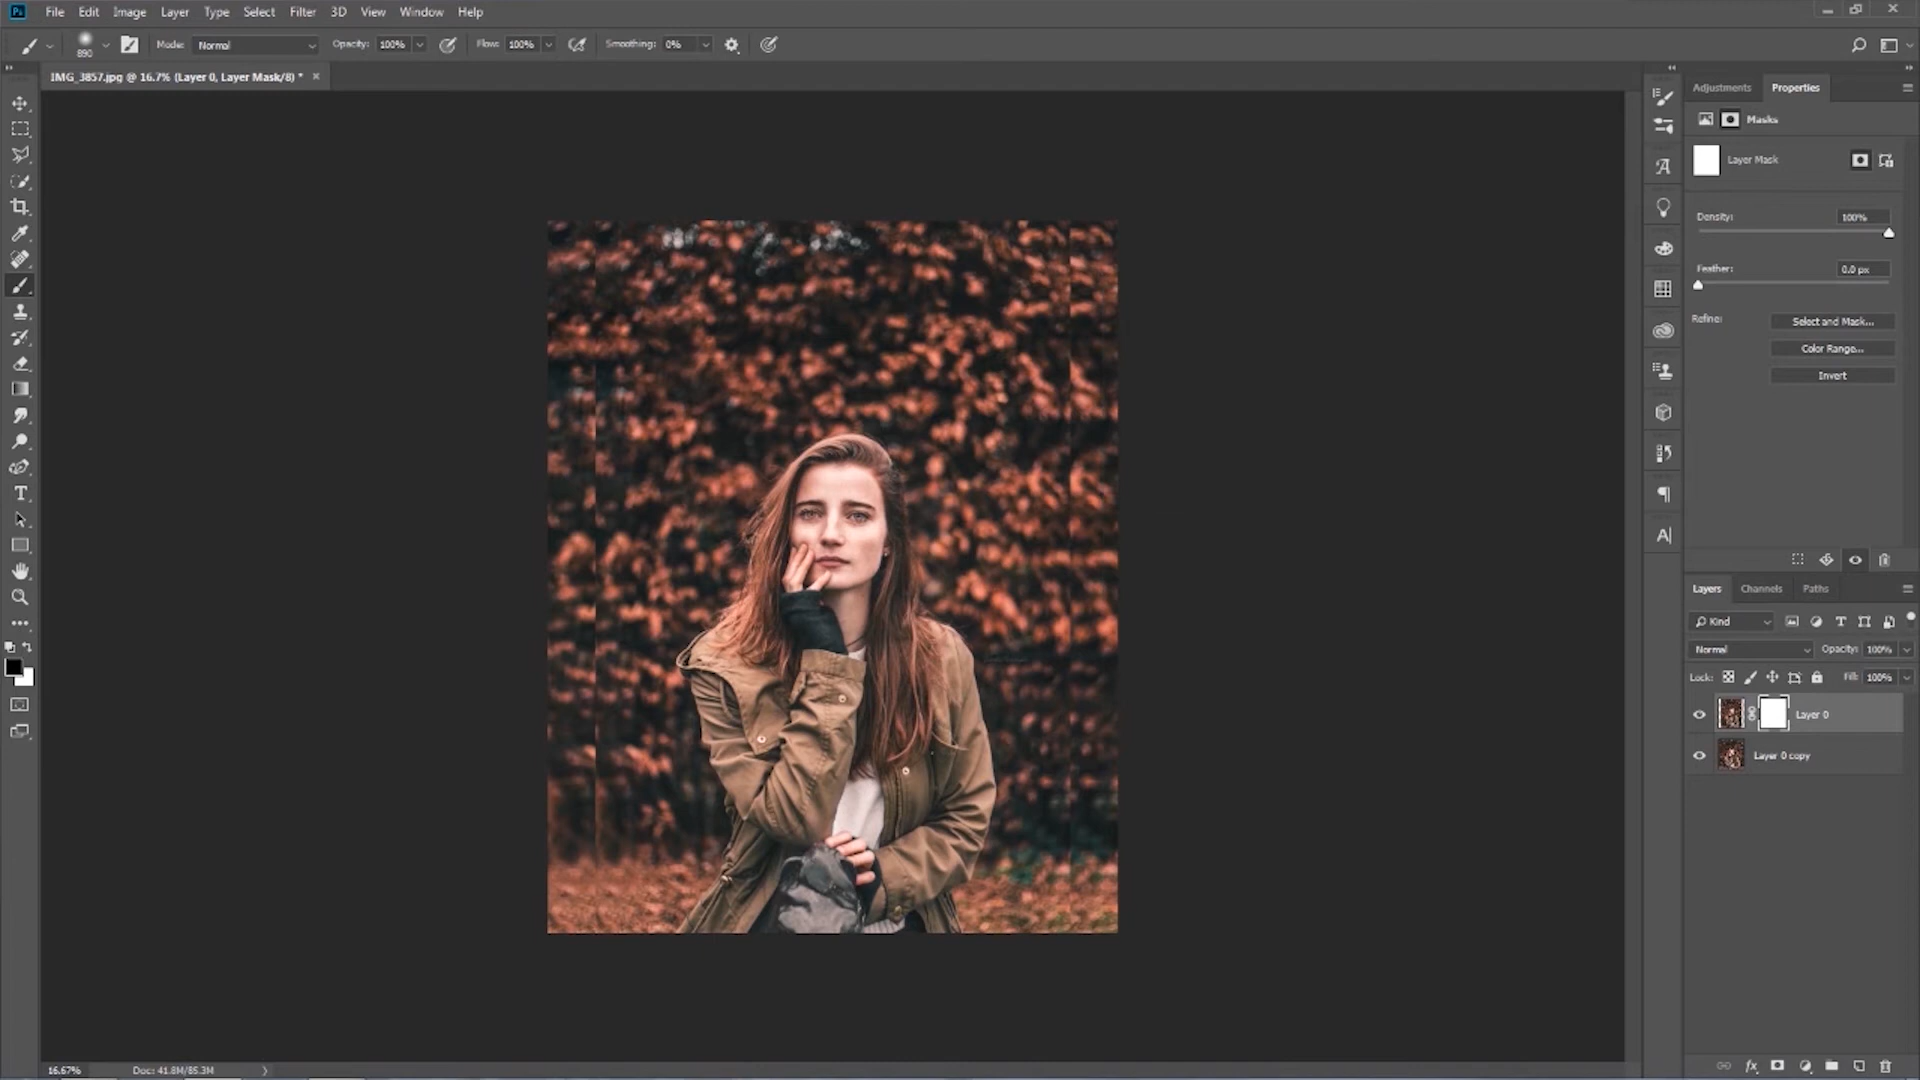 Ps File Edit Image Layer Type Select Filter 3D View Window Help
890 Mode: Normal Opacity: 100% Flow: 100% Smoothing: 0%
IMG_3857.jpg @ 16.7% (Layer 0, Layer Mask/8) * ×
Adjustments Properties
Masks
Layer Mask
Density: 100%
Feather: 0.0 px
Refine: Select and Mask...
Color Range...
Invert
Layers Channels Paths
Kind
Normal Opacity: 100%
Lock: Fill: 100%
Layer 0
Layer 0 copy
16.67% Doc: 41.8M/85.3M